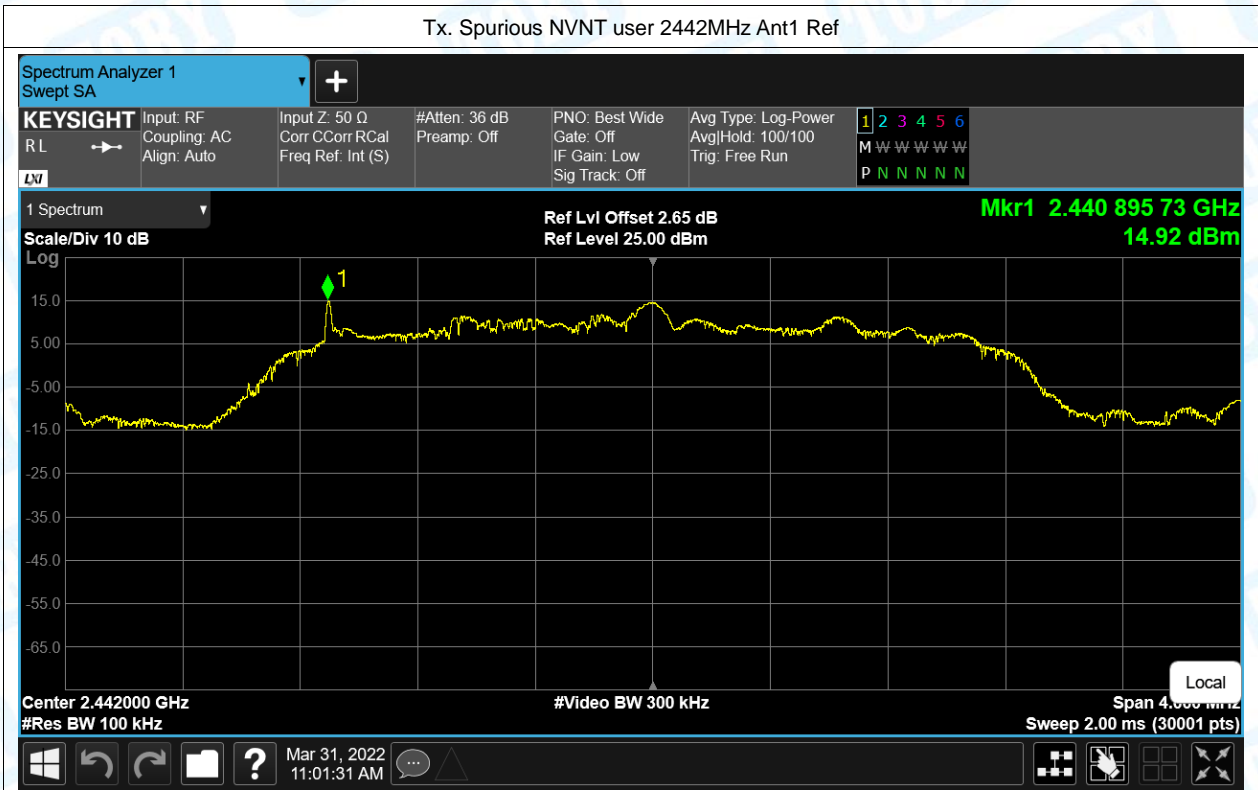 Tx. Spurious NVNT user 2442MHz Ant1 Ref
Spectrum Analyzer 1
Swept SA
KEYSIGHT
R L
LXI
Input: RF
Coupling: AC
Align: Auto
Input Z: 50 Ω
Corr CCorr RCal
Freq Ref: Int (S)
#Atten: 36 dB
Preamp: Off
PNO: Best Wide
Gate: Off
IF Gain: Low
Sig Track: Off
Avg Type: Log-Power
Avg|Hold: 100/100
Trig: Free Run
1 2 3 4 5 6
M W W W W W
P N N N N N
1 Spectrum
Scale/Div 10 dB
Log
Ref Lvl Offset 2.65 dB
Ref Level 25.00 dBm
Mkr1 2.440 895 73 GHz
14.92 dBm
1
15.0
5.00
-5.00
-15.0
-25.0
-35.0
-45.0
-55.0
-65.0
Local
Center 2.442000 GHz
#Video BW 300 kHz
Span
#Res BW 100 kHz
Sweep 2.00 ms (30001 pts)
?
Mar 31, 2022
11:01:31 AM